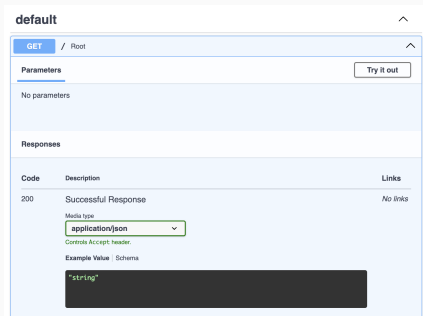 default
GET / Root
Parameters
Try it out
No parameters
Responses
Code Description Links
200 Successful Response No links
Media type
application/json
Controls Accept header.
Example Value Schema
"string"